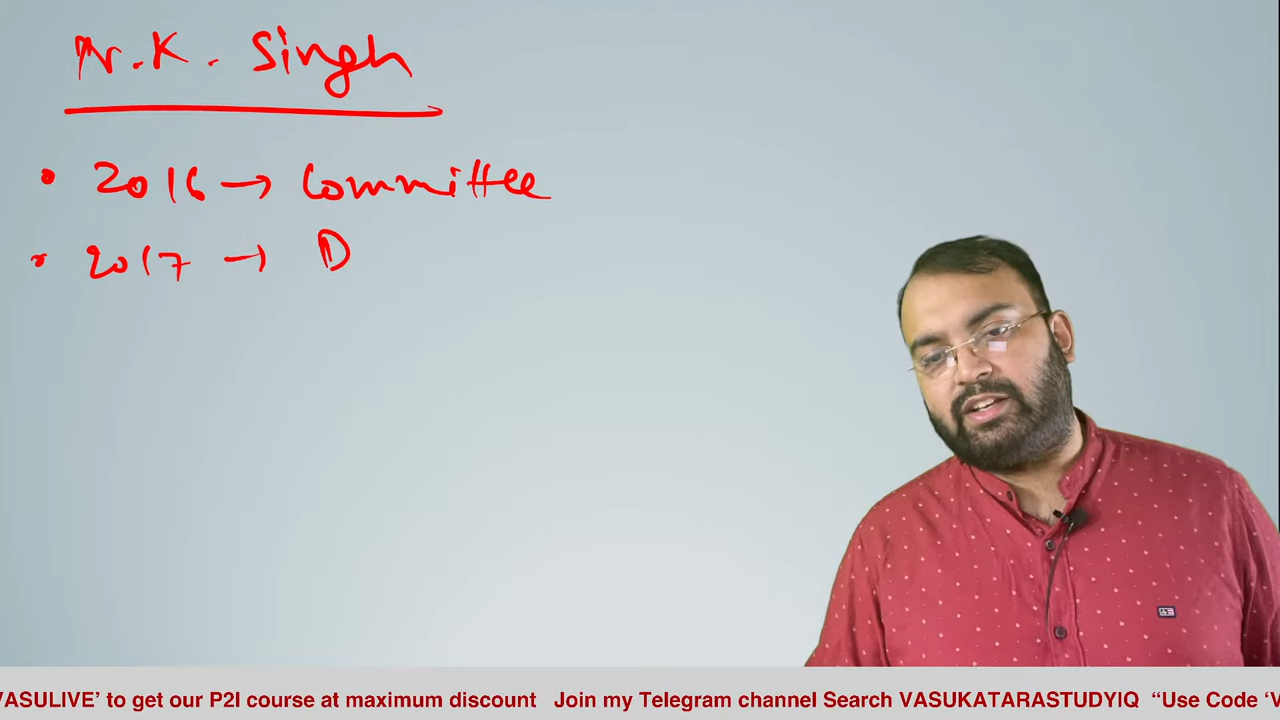 N.K. Singh
• 2016 → Committee
• 2017 → D
VASULIVE’ to get our P2I course at maximum discount Join my Telegram channel Search VASUKATARASTUDYIQ “Use Code ‘V